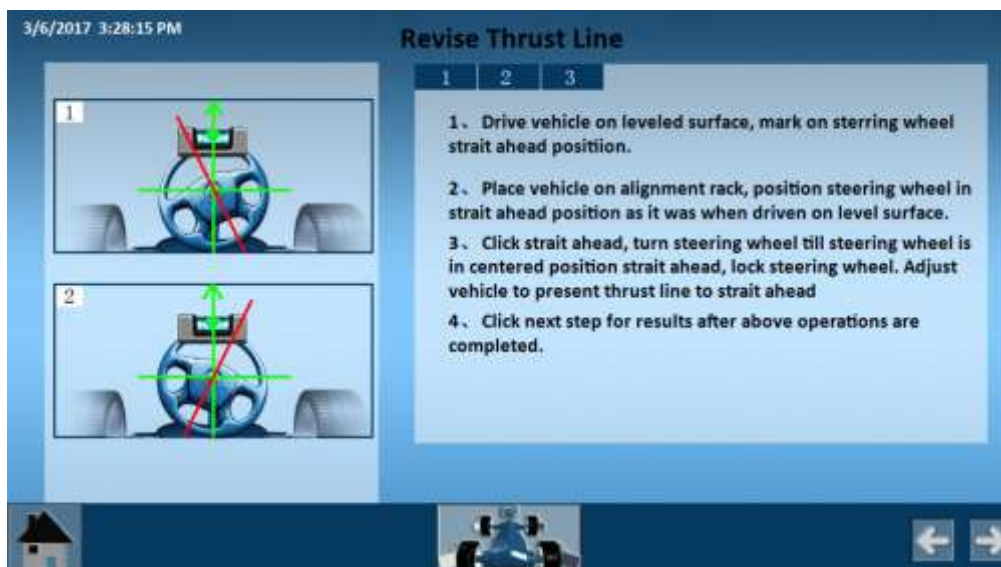 3/6/2017 3:28:15 PM
Revise Thrust Line
1 2 3
1、 Drive vehicle on leveled surface, mark on sterring wheel
strait ahead positiion.
2、 Place vehicle on alignment rack, position steering wheel in
strait ahead position as it was when driven on level surface.
3、 Click strait ahead, turn steering wheel till steering wheel is
in centered position strait ahead, lock steering wheel. Adjust
vehicle to present thrust line to strait ahead
4、 Click next step for results after above operations are
completed.
1
2